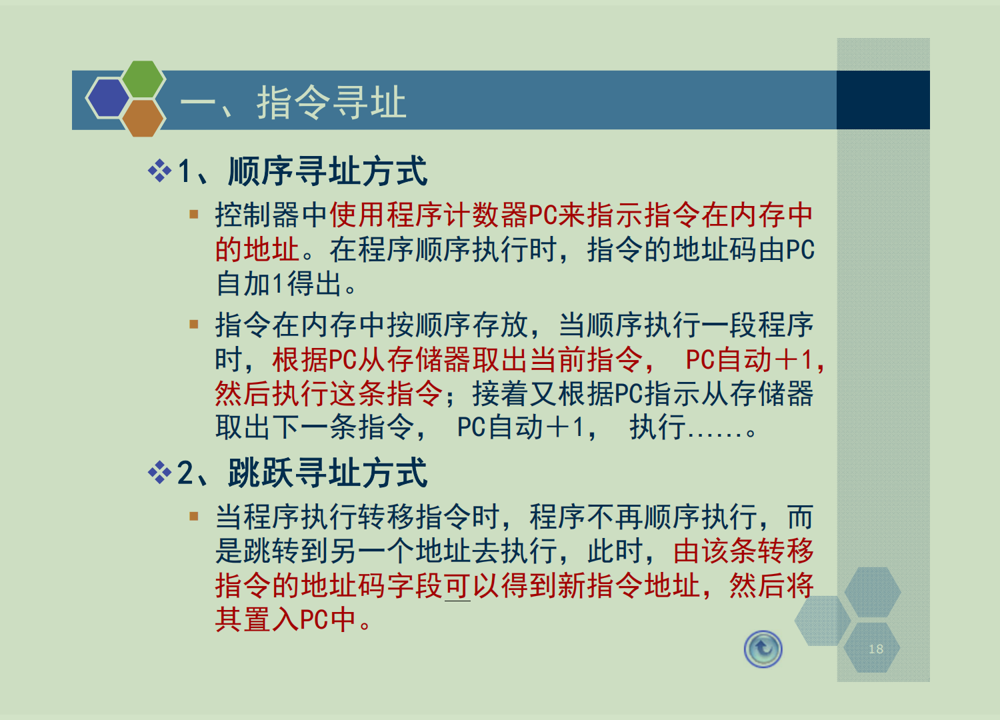 一、指令寻址
1、顺序寻址方式
控制器中使用程序计数器PC来指示指令在内存中
的地址。在程序顺序执行时，指令的地址码由PC
自加1得出。
指令在内存中按顺序存放，当顺序执行一段程序
时，根据PC从存储器取出当前指令， PC自动＋1，
然后执行这条指令；接着又根据PC指示从存储器
取出下一条指令， PC自动＋1， 执行……。
2、跳跃寻址方式
当程序执行转移指令时，程序不再顺序执行，而
是跳转到另一个地址去执行，此时，由该条转移
指令的地址码字段可以得到新指令地址，然后将
其置入PC中。
18